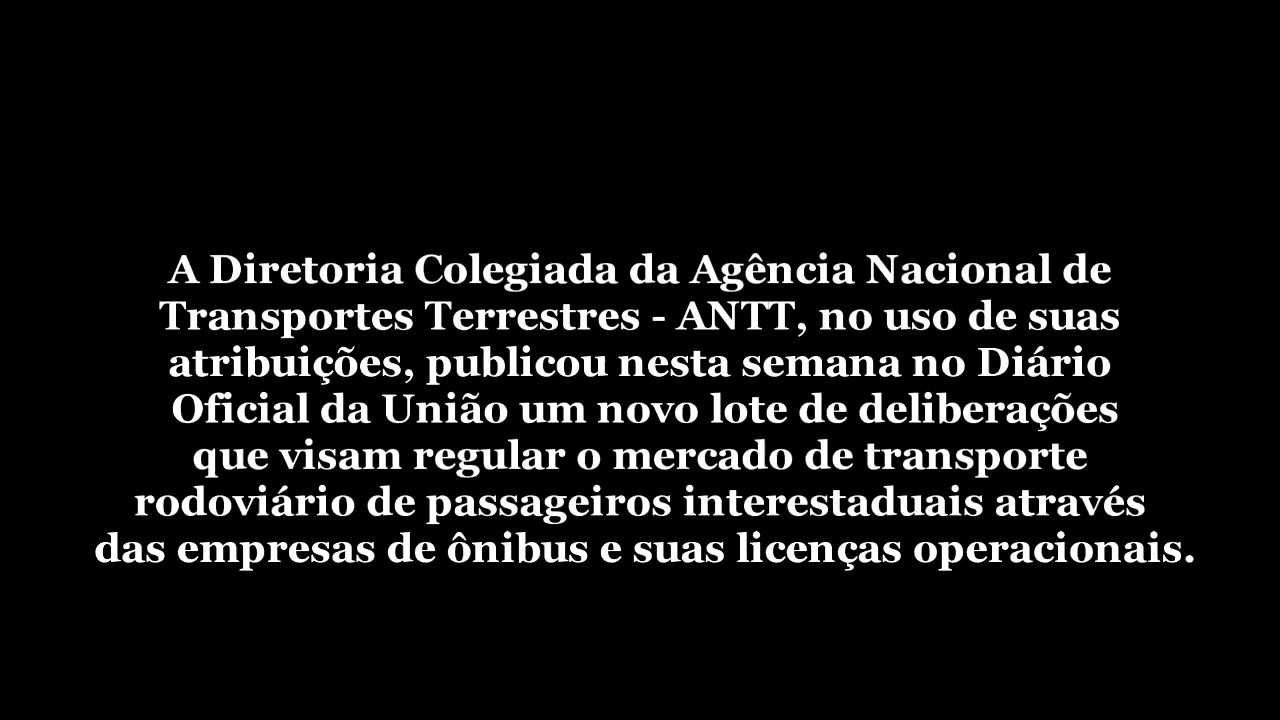 A Diretoria Colegiada da Agência Nacional de
Transportes Terrestres - ANTT, no uso de suas
atribuições, publicou nesta semana no Diário
Oficial da União um novo lote de deliberações
que visam regular o mercado de transporte
rodoviário de passageiros interestaduais através
das empresas de ônibus e suas licenças operacionais.